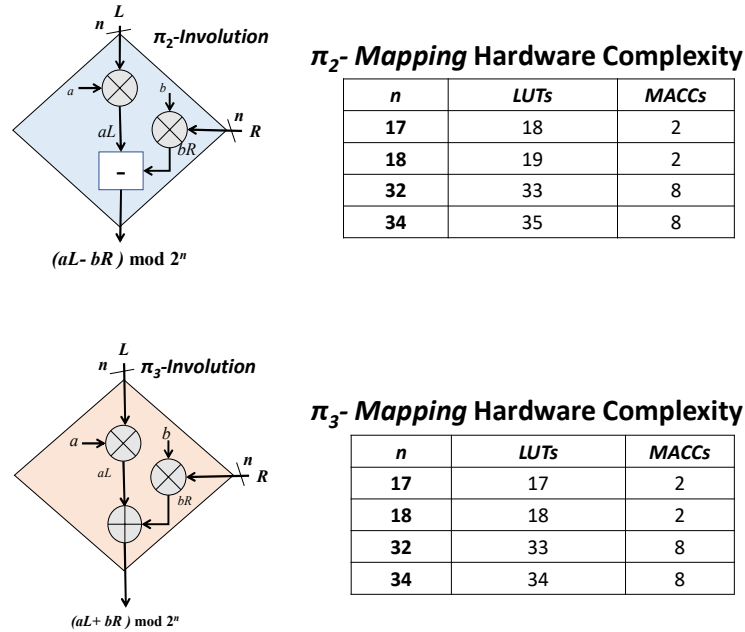 L
n
π2-Involution
a
b
n
R
aL
bR
-
(aL- bR ) mod 2ⁿ
π2- Mapping Hardware Complexity
n LUTs MACCs
17 18 2
18 19 2
32 33 8
34 35 8
L
n
π3-Involution
a
b
n
R
aL
bR
(aL+ bR ) mod 2ⁿ
π3- Mapping Hardware Complexity
n LUTs MACCs
17 17 2
18 18 2
32 33 8
34 34 8